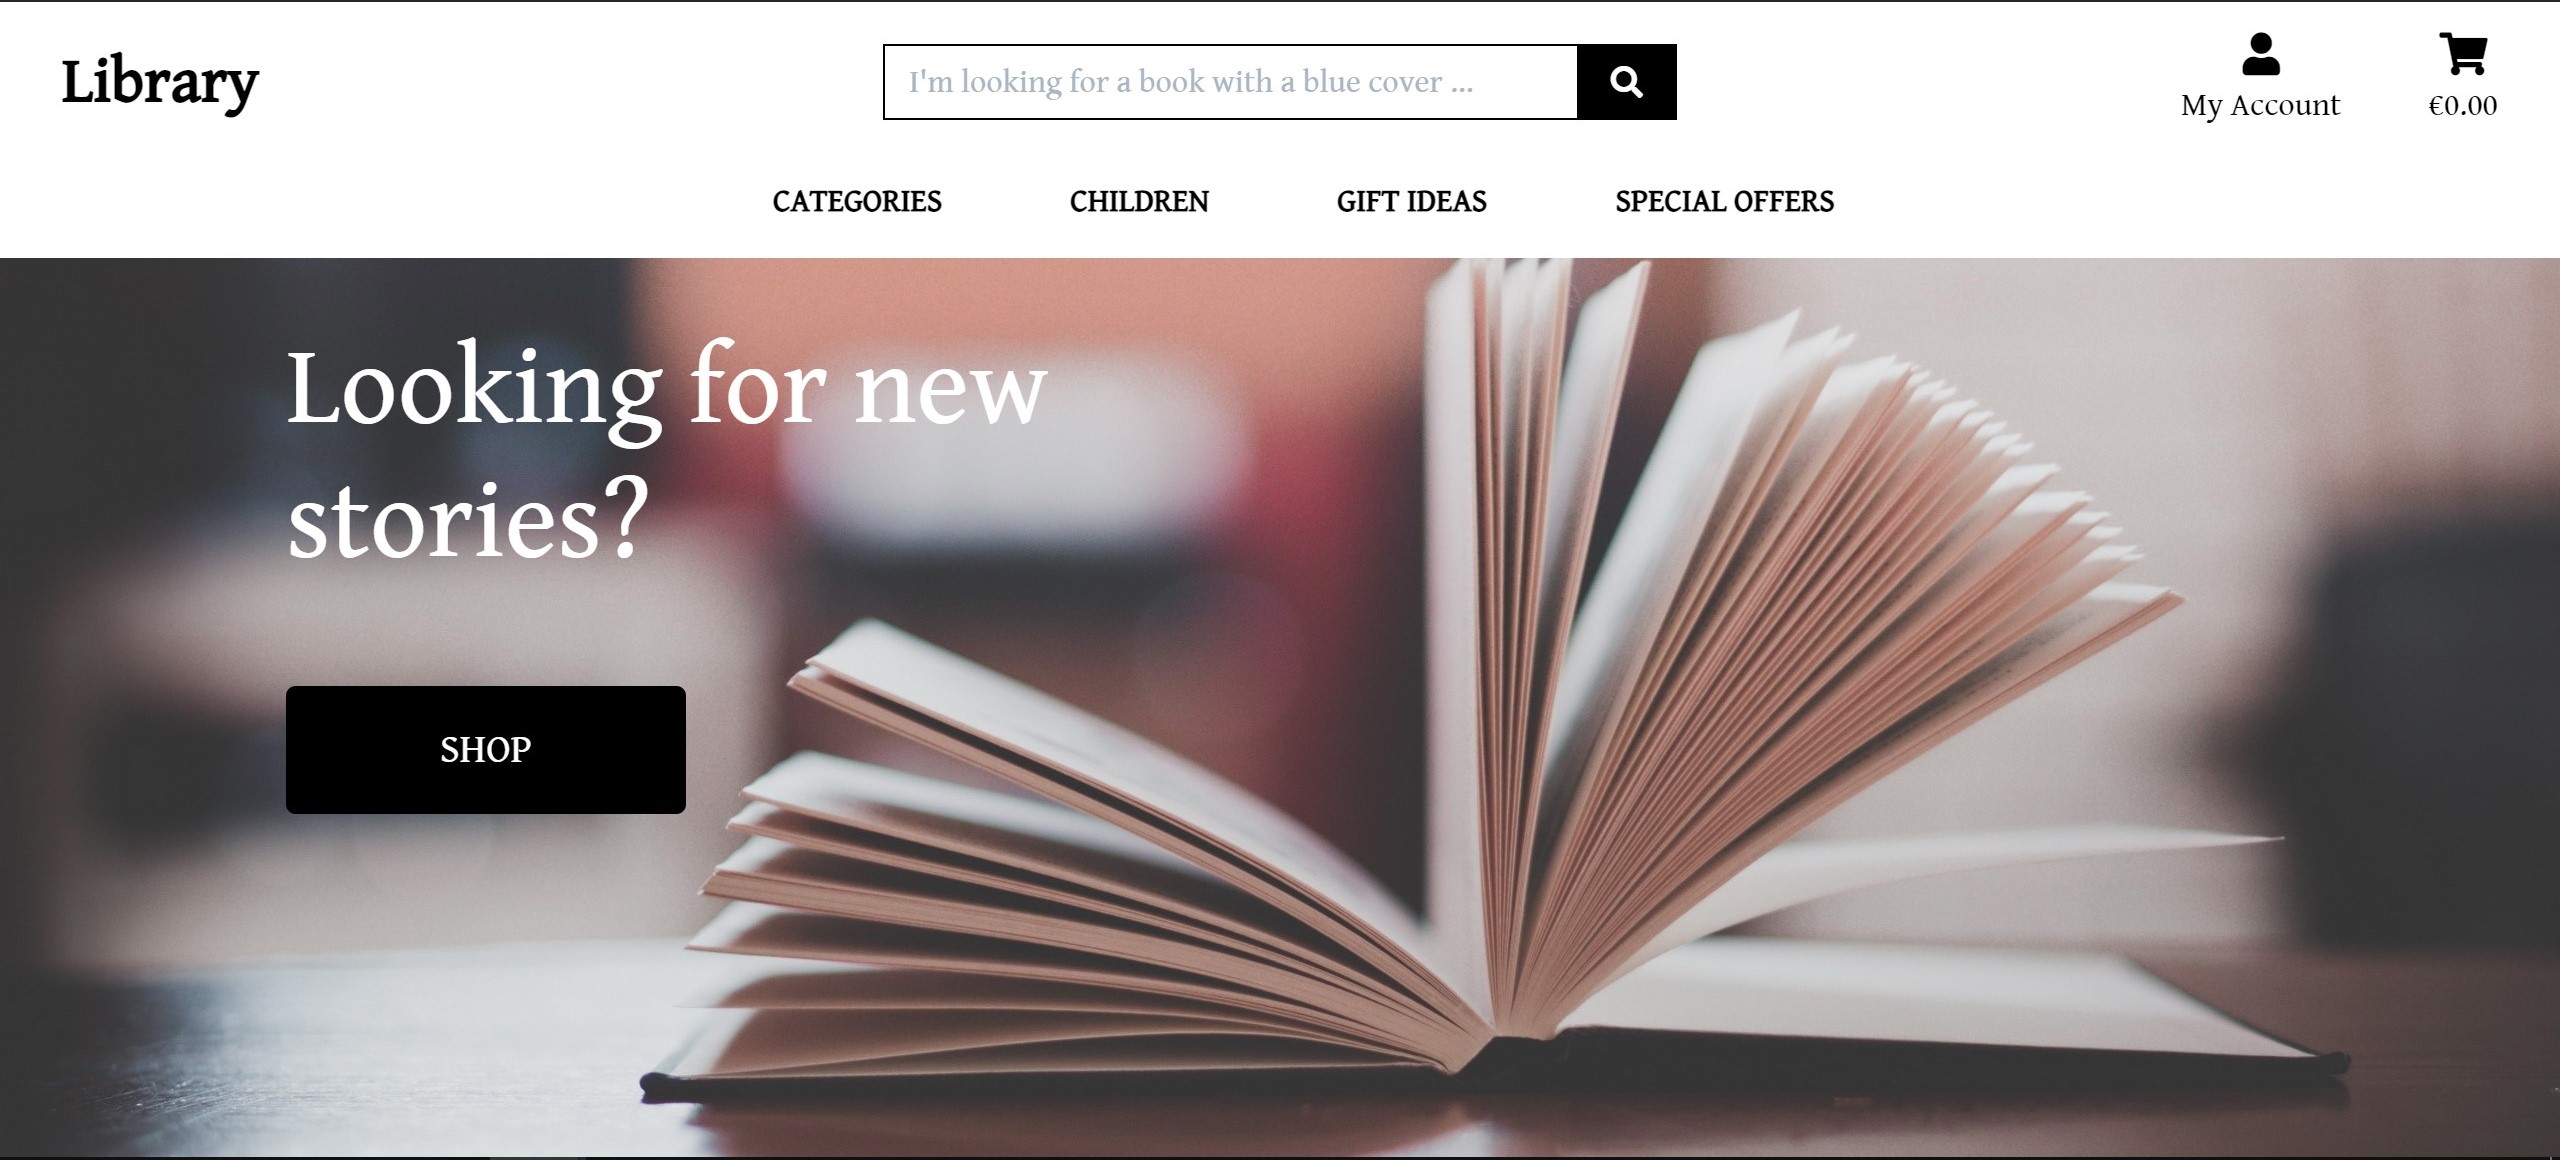 Library
I'm looking for a book with a blue cover ...
My Account
€0.00
CATEGORIES
CHILDREN
GIFT IDEAS
SPECIAL OFFERS
Looking for new
stories?
SHOP